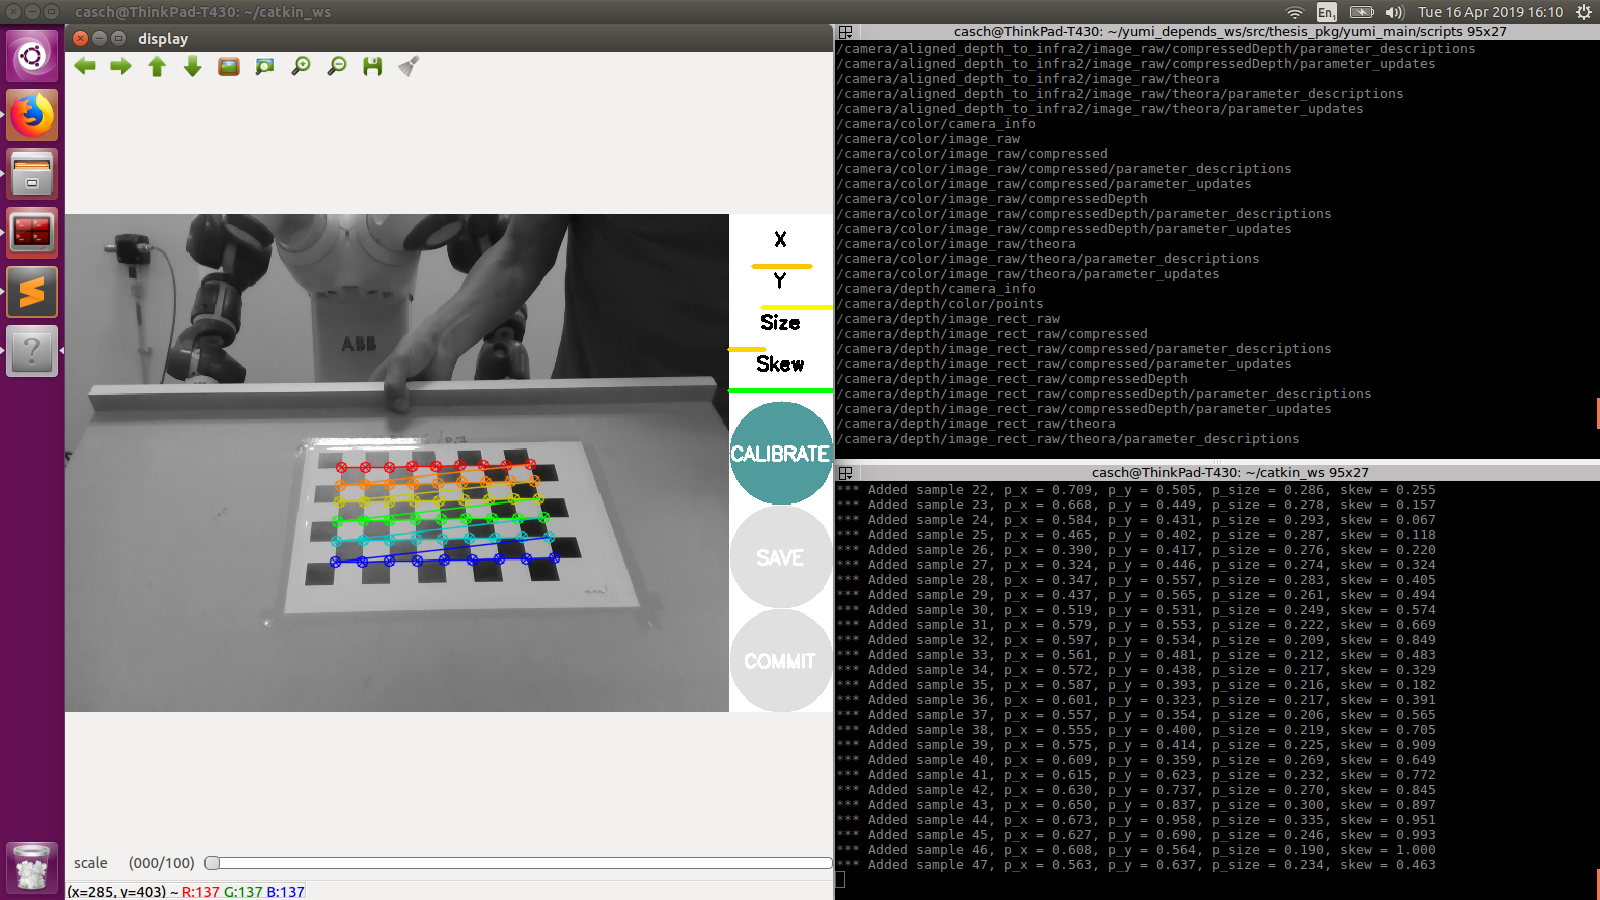 casch@ThinkPad-T430: ~/catkin_ws
En1
Tue 16 Apr 2019 16:10
display
X
Y
Size
Skew
CALIBRATE
SAVE
COMMIT
ABB
scale (000/100)
(x=285, y=403) ~ R:137 G:137 B:137
casch@ThinkPad-T430: ~/yumi_depends_ws/src/thesis_pkg/yumi_main/scripts 95x27
/camera/aligned_depth_to_infra2/image_raw/compressedDepth/parameter_descriptions
/camera/aligned_depth_to_infra2/image_raw/compressedDepth/parameter_updates
/camera/aligned_depth_to_infra2/image_raw/theora
/camera/aligned_depth_to_infra2/image_raw/theora/parameter_descriptions
/camera/aligned_depth_to_infra2/image_raw/theora/parameter_updates
/camera/color/camera_info
/camera/color/image_raw
/camera/color/image_raw/compressed
/camera/color/image_raw/compressed/parameter_descriptions
/camera/color/image_raw/compressed/parameter_updates
/camera/color/image_raw/compressedDepth
/camera/color/image_raw/compressedDepth/parameter_descriptions
/camera/color/image_raw/compressedDepth/parameter_updates
/camera/color/image_raw/theora
/camera/color/image_raw/theora/parameter_descriptions
/camera/color/image_raw/theora/parameter_updates
/camera/depth/camera_info
/camera/depth/color/points
/camera/depth/image_rect_raw
/camera/depth/image_rect_raw/compressed
/camera/depth/image_rect_raw/compressed/parameter_descriptions
/camera/depth/image_rect_raw/compressed/parameter_updates
/camera/depth/image_rect_raw/compressedDepth
/camera/depth/image_rect_raw/compressedDepth/parameter_descriptions
/camera/depth/image_rect_raw/compressedDepth/parameter_updates
/camera/depth/image_rect_raw/theora
/camera/depth/image_rect_raw/theora/parameter_descriptions
casch@ThinkPad-T430: ~/catkin_ws 95x27
*** Added sample 22, p_x = 0.709, p_y = 0.505, p_size = 0.286, skew = 0.255
*** Added sample 23, p_x = 0.668, p_y = 0.449, p_size = 0.278, skew = 0.157
*** Added sample 24, p_x = 0.584, p_y = 0.431, p_size = 0.293, skew = 0.067
*** Added sample 25, p_x = 0.465, p_y = 0.402, p_size = 0.287, skew = 0.118
*** Added sample 26, p_x = 0.390, p_y = 0.417, p_size = 0.276, skew = 0.220
*** Added sample 27, p_x = 0.324, p_y = 0.446, p_size = 0.274, skew = 0.324
*** Added sample 28, p_x = 0.347, p_y = 0.557, p_size = 0.283, skew = 0.405
*** Added sample 29, p_x = 0.437, p_y = 0.565, p_size = 0.261, skew = 0.494
*** Added sample 30, p_x = 0.519, p_y = 0.531, p_size = 0.249, skew = 0.574
*** Added sample 31, p_x = 0.579, p_y = 0.553, p_size = 0.222, skew = 0.669
*** Added sample 32, p_x = 0.597, p_y = 0.534, p_size = 0.209, skew = 0.849
*** Added sample 33, p_x = 0.561, p_y = 0.481, p_size = 0.212, skew = 0.483
*** Added sample 34, p_x = 0.572, p_y = 0.438, p_size = 0.217, skew = 0.329
*** Added sample 35, p_x = 0.587, p_y = 0.393, p_size = 0.216, skew = 0.182
*** Added sample 36, p_x = 0.601, p_y = 0.323, p_size = 0.217, skew = 0.391
*** Added sample 37, p_x = 0.557, p_y = 0.354, p_size = 0.206, skew = 0.565
*** Added sample 38, p_x = 0.555, p_y = 0.400, p_size = 0.219, skew = 0.705
*** Added sample 39, p_x = 0.575, p_y = 0.414, p_size = 0.225, skew = 0.909
*** Added sample 40, p_x = 0.609, p_y = 0.359, p_size = 0.269, skew = 0.649
*** Added sample 41, p_x = 0.615, p_y = 0.623, p_size = 0.232, skew = 0.772
*** Added sample 42, p_x = 0.630, p_y = 0.737, p_size = 0.270, skew = 0.845
*** Added sample 43, p_x = 0.650, p_y = 0.837, p_size = 0.300, skew = 0.897
*** Added sample 44, p_x = 0.673, p_y = 0.958, p_size = 0.335, skew = 0.951
*** Added sample 45, p_x = 0.627, p_y = 0.690, p_size = 0.246, skew = 0.993
*** Added sample 46, p_x = 0.608, p_y = 0.564, p_size = 0.190, skew = 1.000
*** Added sample 47, p_x = 0.563, p_y = 0.637, p_size = 0.234, skew = 0.463